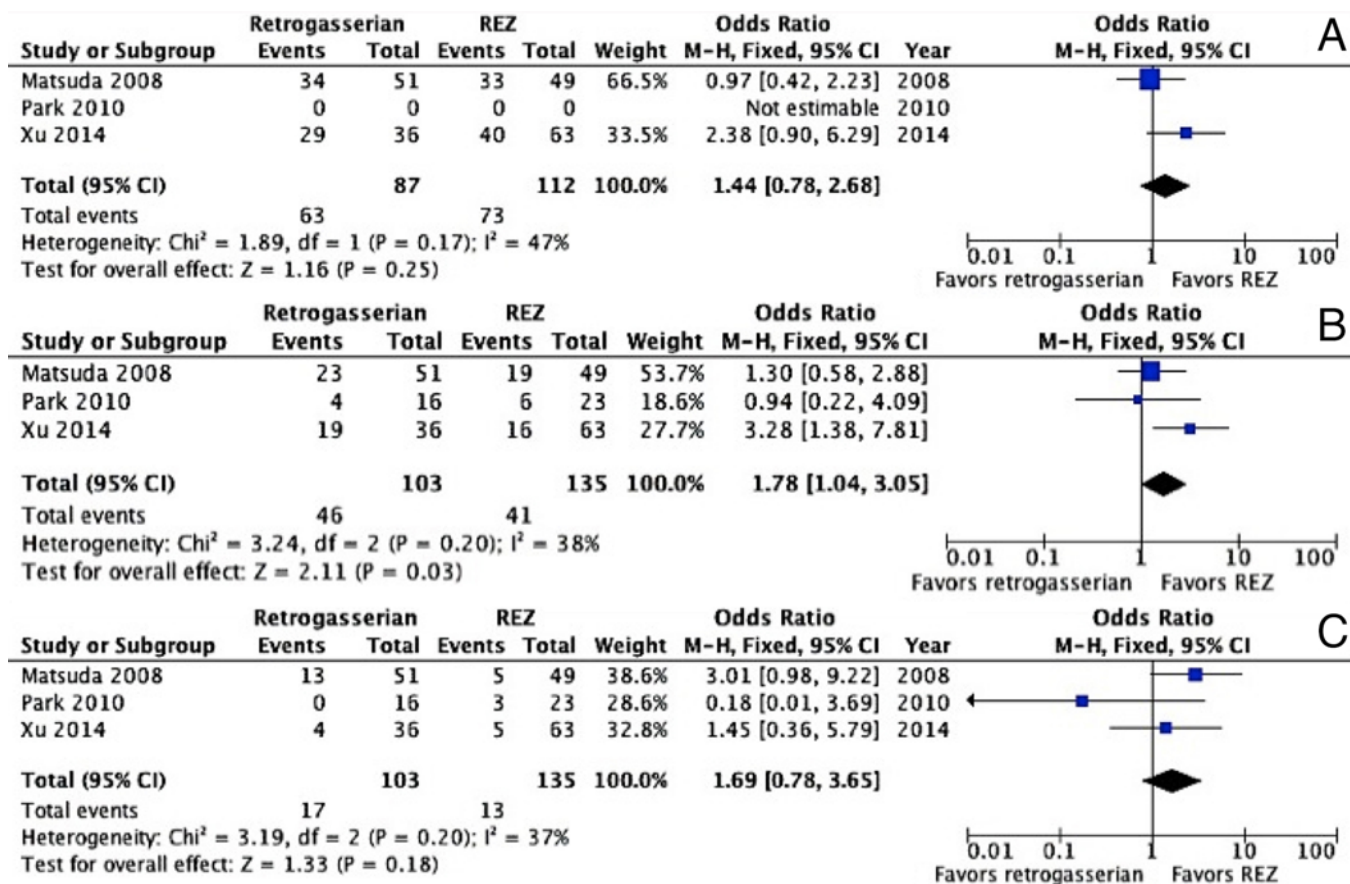 Retrogasserian REZ Odds Ratio Odds Ratio A
Study or Subgroup Events Total Events Total Weight M-H, Fixed, 95% CI Year M-H, Fixed, 95% CI
Matsuda 2008 34 51 33 49 66.5% 0.97 [0.42, 2.23] 2008
Park 2010 0 0 0 0 Not estimable 2010
Xu 2014 29 36 40 63 33.5% 2.38 [0.90, 6.29] 2014
Total (95% CI) 87 112 100.0% 1.44 [0.78, 2.68]
Total events 63 73
Heterogeneity: Chi² = 1.89, df = 1 (P = 0.17); I² = 47%
Test for overall effect: Z = 1.16 (P = 0.25)
0.01 0.1 1 10 100
Favors retrogasserian Favors REZ
Retrogasserian REZ Odds Ratio Odds Ratio B
Study or Subgroup Events Total Events Total Weight M-H, Fixed, 95% CI M-H, Fixed, 95% CI
Matsuda 2008 23 51 19 49 53.7% 1.30 [0.58, 2.88]
Park 2010 4 16 6 23 18.6% 0.94 [0.22, 4.09]
Xu 2014 19 36 16 63 27.7% 3.28 [1.38, 7.81]
Total (95% CI) 103 135 100.0% 1.78 [1.04, 3.05]
Total events 46 41
Heterogeneity: Chi² = 3.24, df = 2 (P = 0.20); I² = 38%
Test for overall effect: Z = 2.11 (P = 0.03)
0.01 0.1 1 10 100
Favors retrogasserian Favors REZ
Retrogasserian REZ Odds Ratio Odds Ratio C
Study or Subgroup Events Total Events Total Weight M-H, Fixed, 95% CI Year M-H, Fixed, 95% CI
Matsuda 2008 13 51 5 49 38.6% 3.01 [0.98, 9.22] 2008
Park 2010 0 16 3 23 28.6% 0.18 [0.01, 3.69] 2010
Xu 2014 4 36 5 63 32.8% 1.45 [0.36, 5.79] 2014
Total (95% CI) 103 135 100.0% 1.69 [0.78, 3.65]
Total events 17 13
Heterogeneity: Chi² = 3.19, df = 2 (P = 0.20); I² = 37%
Test for overall effect: Z = 1.33 (P = 0.18)
0.01 0.1 1 10 100
Favors retrogasserian Favors REZ